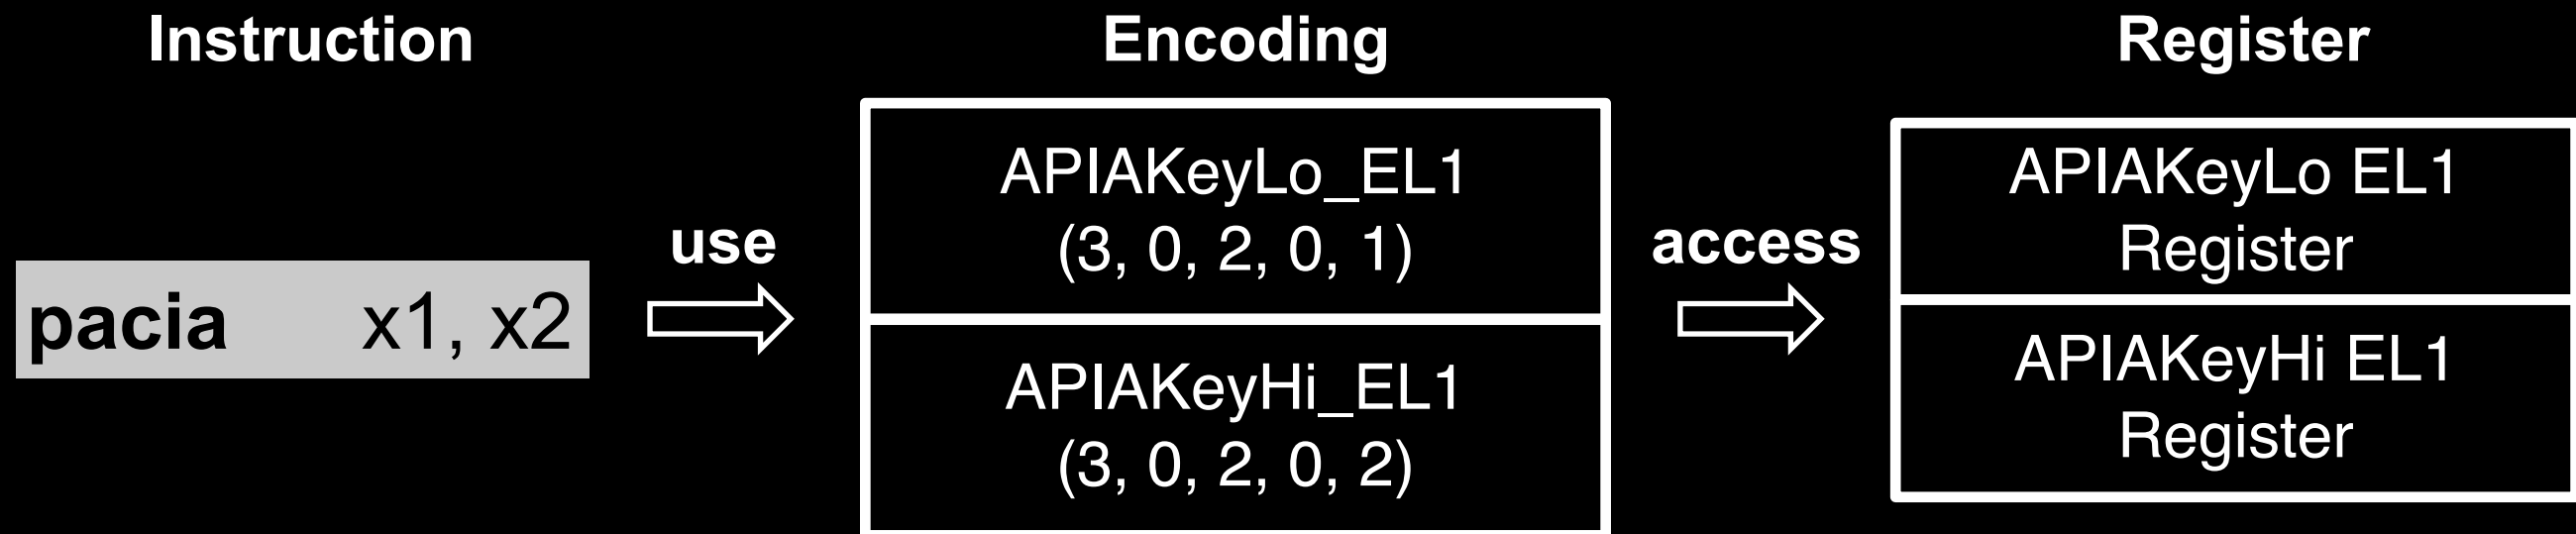 Instruction
Encoding
Register
pacia x1, x2
use
APIAKeyLo_EL1
(3, 0, 2, 0, 1)
APIAKeyHi_EL1
(3, 0, 2, 0, 2)
access
APIAKeyLo EL1
Register
APIAKeyHi EL1
Register